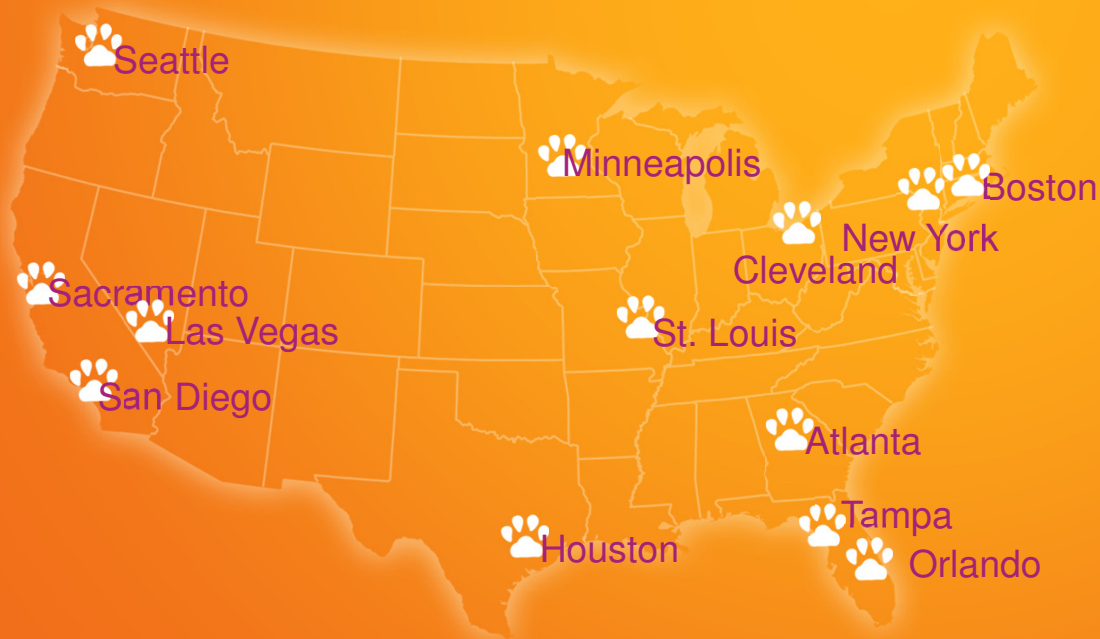 Seattle
Minneapolis
Boston
New York
Cleveland
Sacramento
Las Vegas
St. Louis
San Diego
Atlanta
Tampa
Houston
Orlando